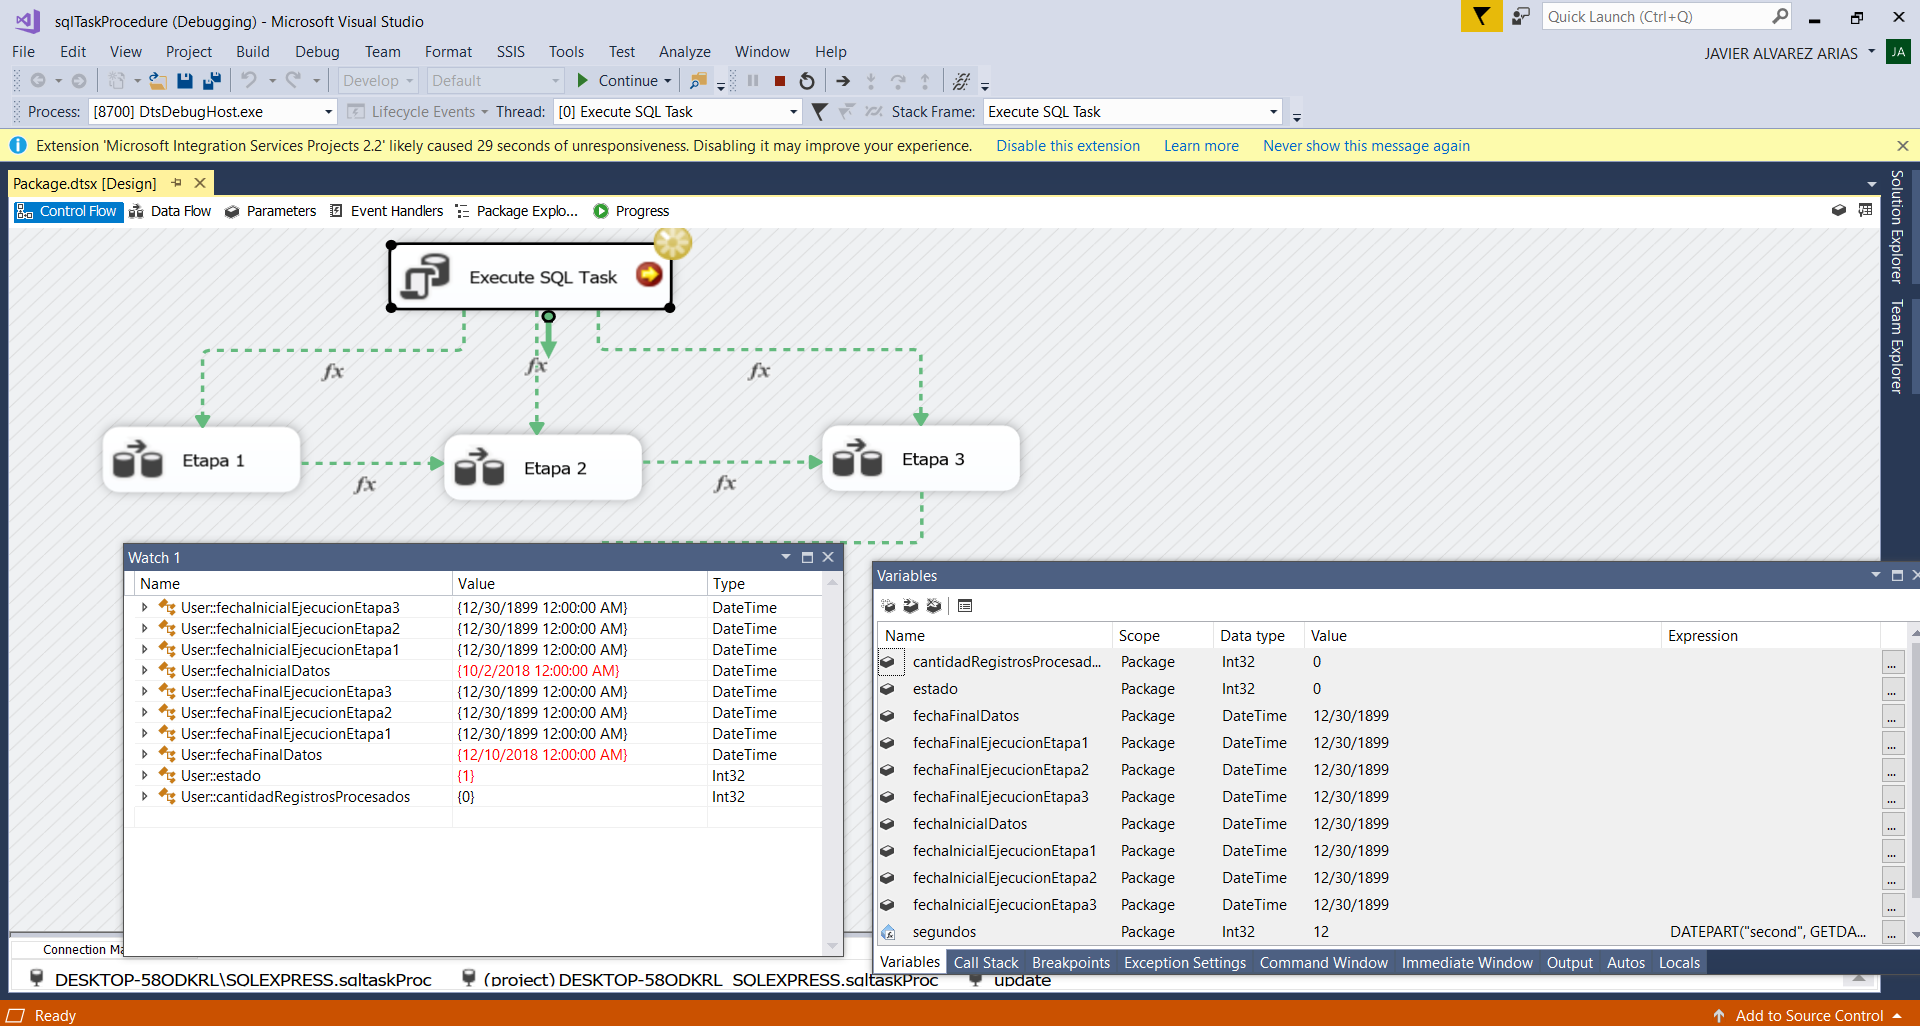 sqlTaskProcedure (Debugging) - Microsoft Visual Studio
Quick Launch (Ctrl+Q)
File Edit View Project Build Debug Team Format SSIS Tools Test Analyze Window Help
JAVIER ALVAREZ ARIAS JA
Develop Default Continue
Process: [8700] DtsDebugHost.exe Lifecycle Events Thread: [0] Execute SQL Task Stack Frame: Execute SQL Task
Extension 'Microsoft Integration Services Projects 2.2' likely caused 29 seconds of unresponsiveness. Disabling it may improve your experience. Disable this extension Learn more Never show this message again
Package.dtsx [Design]
Control Flow Data Flow Parameters Event Handlers Package Explo... Progress
Solution Explorer
Team Explorer
Execute SQL Task
fx fx fx
Etapa 1 Etapa 2 Etapa 3
fx fx
Watch 1
Name Value Type
User::fechaInicialEjecucionEtapa3 {12/30/1899 12:00:00 AM} DateTime
User::fechaInicialEjecucionEtapa2 {12/30/1899 12:00:00 AM} DateTime
User::fechaInicialEjecucionEtapa1 {12/30/1899 12:00:00 AM} DateTime
User::fechaInicialDatos {10/2/2018 12:00:00 AM} DateTime
User::fechaFinalEjecucionEtapa3 {12/30/1899 12:00:00 AM} DateTime
User::fechaFinalEjecucionEtapa2 {12/30/1899 12:00:00 AM} DateTime
User::fechaFinalEjecucionEtapa1 {12/30/1899 12:00:00 AM} DateTime
User::fechaFinalDatos {12/10/2018 12:00:00 AM} DateTime
User::estado {1} Int32
User::cantidadRegistrosProcesados {0} Int32
Variables
Name Scope Data type Value Expression
cantidadRegistrosProcesad... Package Int32 0 ...
estado Package Int32 0 ...
fechaFinalDatos Package DateTime 12/30/1899 ...
fechaFinalEjecucionEtapa1 Package DateTime 12/30/1899 ...
fechaFinalEjecucionEtapa2 Package DateTime 12/30/1899 ...
fechaFinalEjecucionEtapa3 Package DateTime 12/30/1899 ...
fechaInicialDatos Package DateTime 12/30/1899 ...
fechaInicialEjecucionEtapa1 Package DateTime 12/30/1899 ...
fechaInicialEjecucionEtapa2 Package DateTime 12/30/1899 ...
fechaInicialEjecucionEtapa3 Package DateTime 12/30/1899 ...
segundos Package Int32 12 DATEPART("second", GETDA... ...
Variables Call Stack Breakpoints Exception Settings Command Window Immediate Window Output Autos Locals
Connection Ma
DESKTOP-58ODKRL\SQLEXPRESS.sqltaskProc (project) DESKTOP-58ODKRL_SQLEXPRESS.sqltaskProc update
Ready Add to Source Control